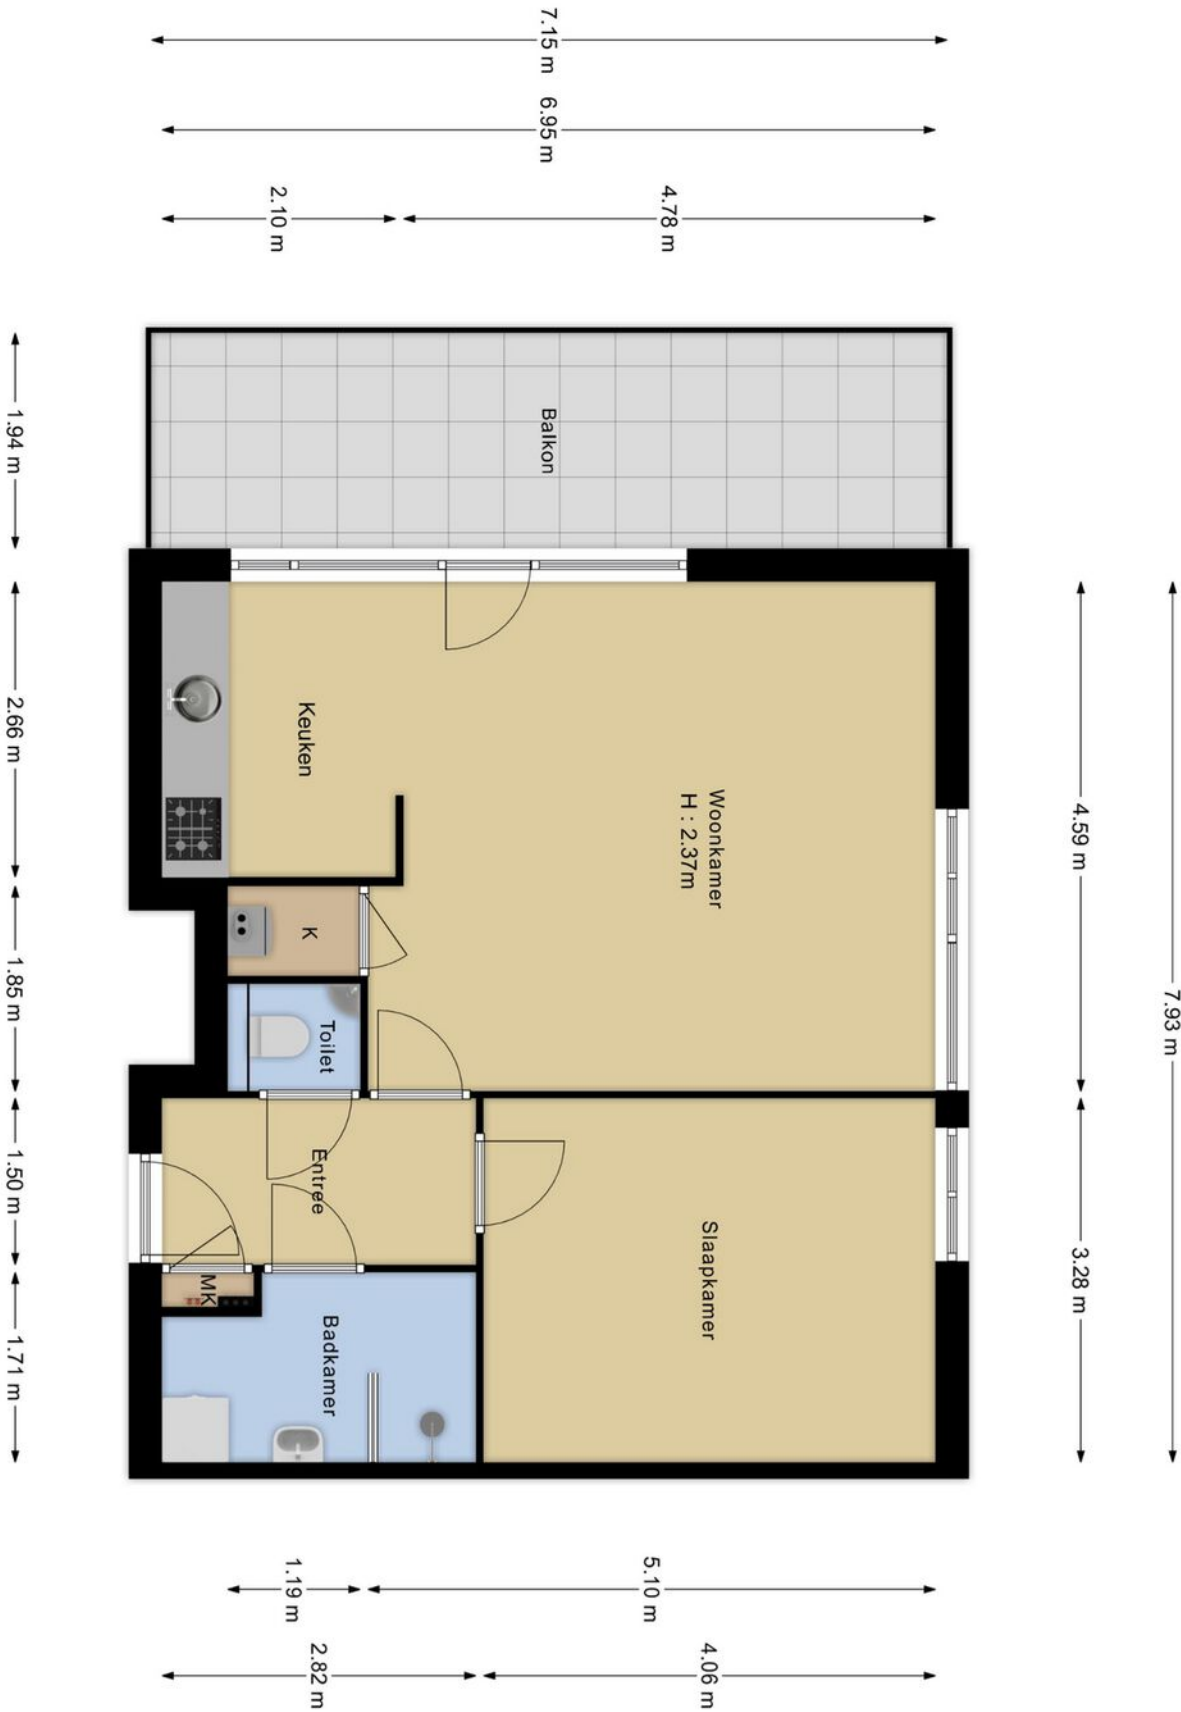 7.15 m
6.95 m
2.10 m
4.78 m
Balkon
1.94 m
2.66 m
1.85 m
1.50 m
1.71 m
Keuken
Woonkamer
H : 2.37m
K
Toilet
Entree
MK
Badkamer
Slaapkamer
4.59 m
3.28 m
7.93 m
1.19 m
5.10 m
2.82 m
4.06 m